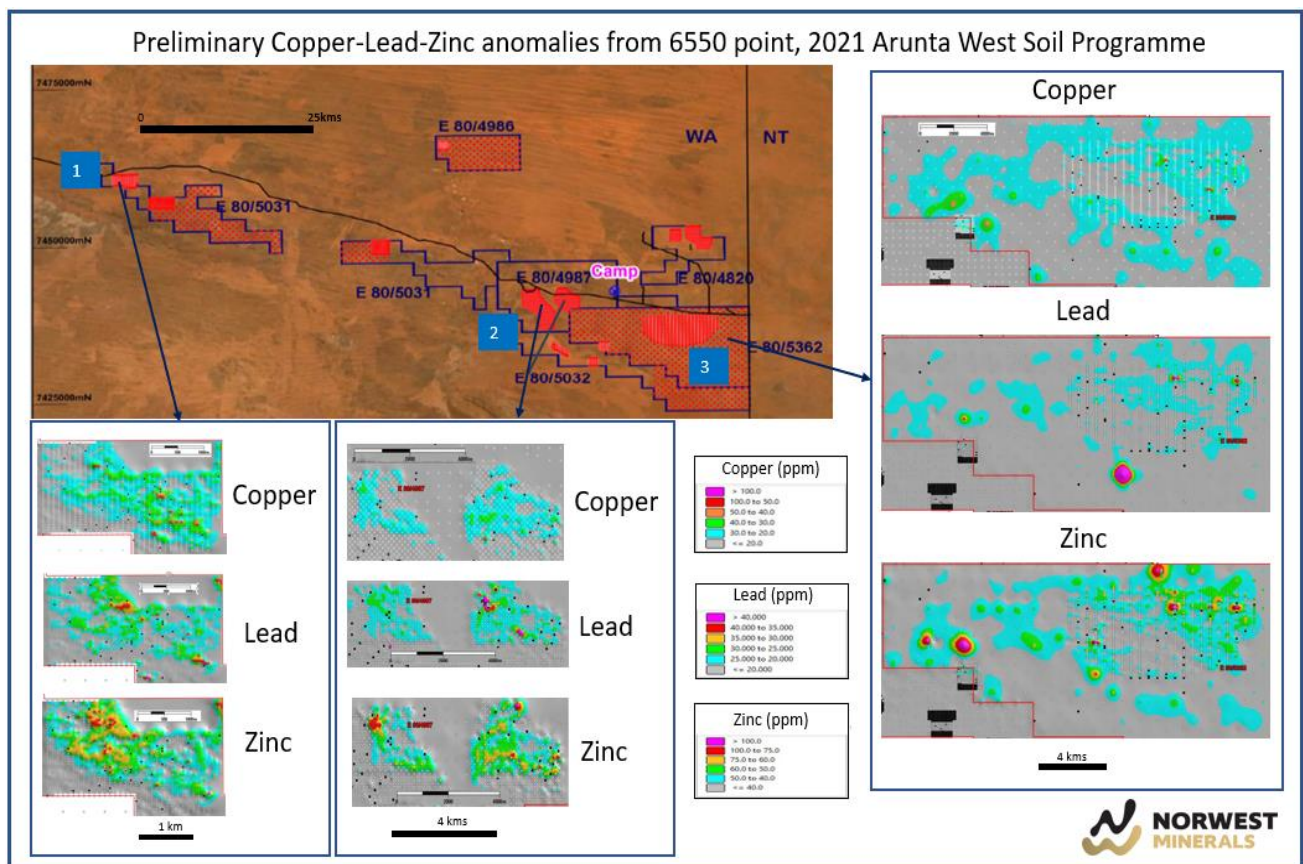 Preliminary Copper-Lead-Zinc anomalies from 6550 point, 2021 Arunta West Soil Programme
7475000mN
0 25kms
E 80/4986
WA NT
1
E 80/5031
7450000mN
E 80/4987
Camp
E 80/4820
E 80/5031
2
3
E 80/5362
E 80/5032
7425000mN
Copper
Lead
Zinc
1 km
Copper
Lead
Zinc
4 kms
Copper (ppm)
> 100.0
100.0 to 50.0
50.0 to 40.0
40.0 to 30.0
30.0 to 20.0
<= 20.0
Lead (ppm)
> 40.000
40.000 to 35.000
35.000 to 30.000
30.000 to 25.000
25.000 to 20.000
<= 20.000
Zinc (ppm)
> 100.0
100.0 to 75.0
75.0 to 60.0
60.0 to 50.0
50.0 to 40.0
<= 40.0
Copper
Lead
Zinc
4 kms
NORWEST
MINERALS